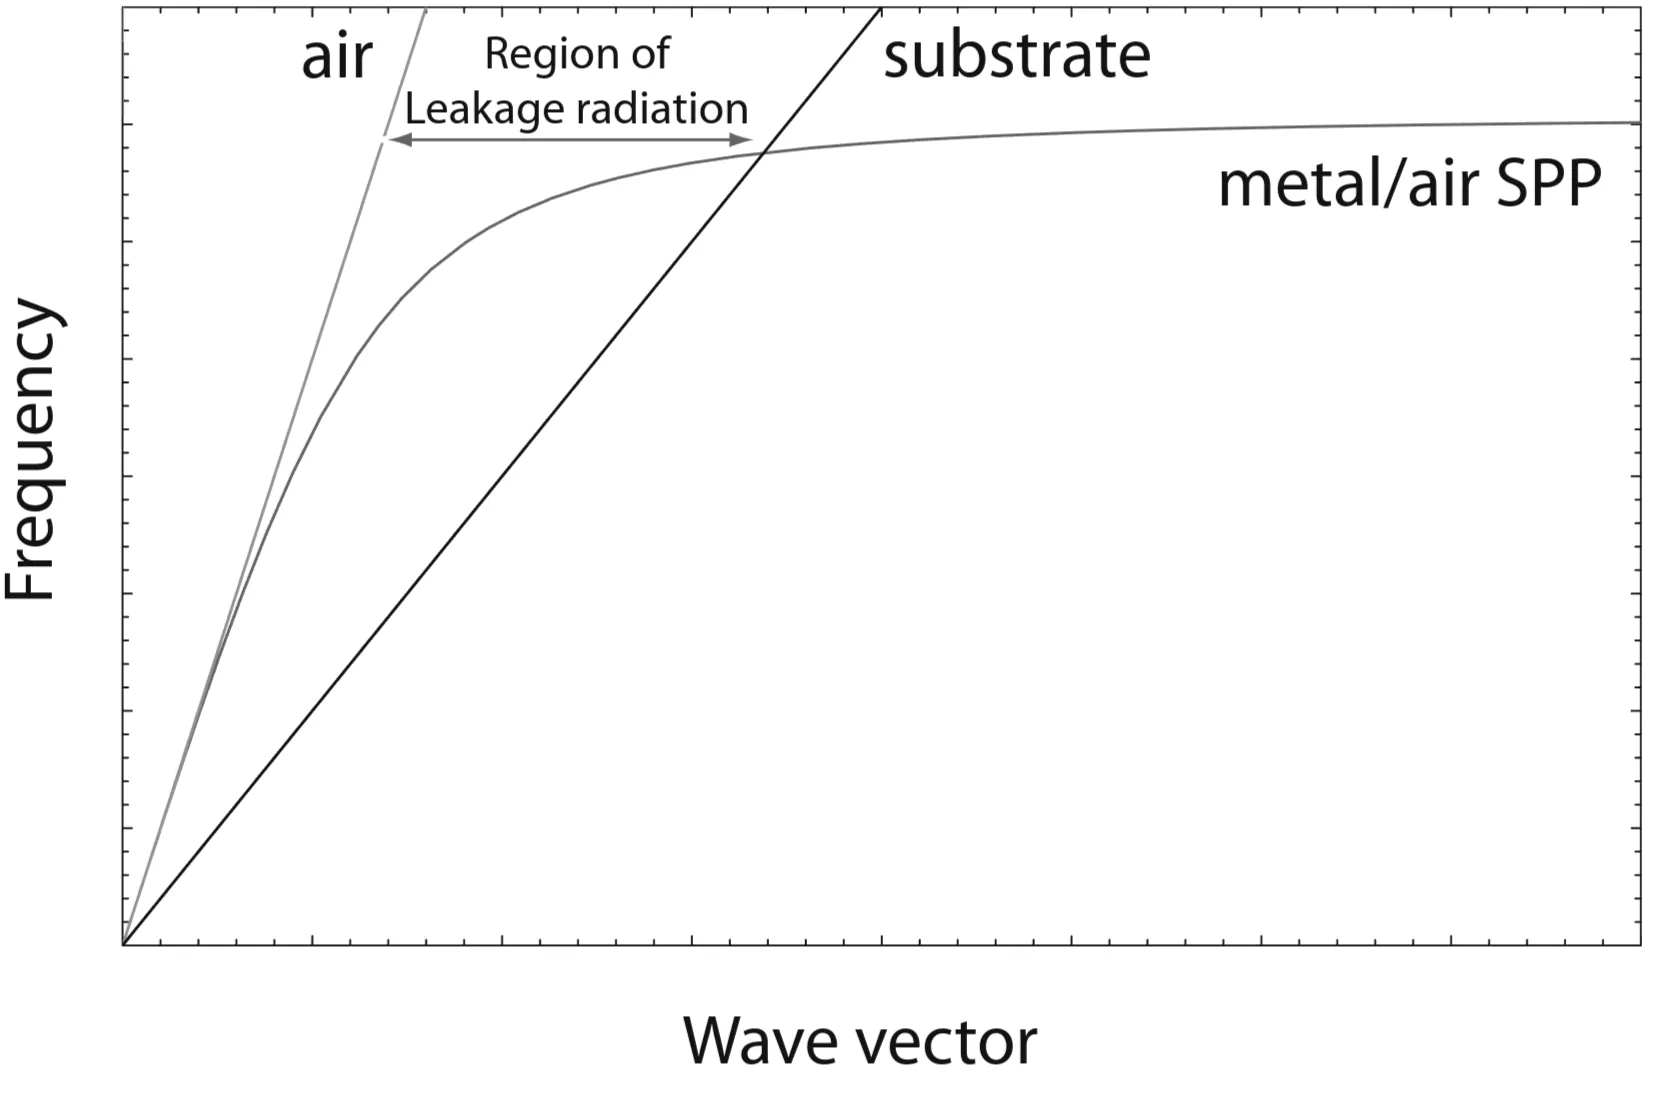 air
Region of
Leakage radiation
substrate
metal/air SPP
Frequency
Wave vector